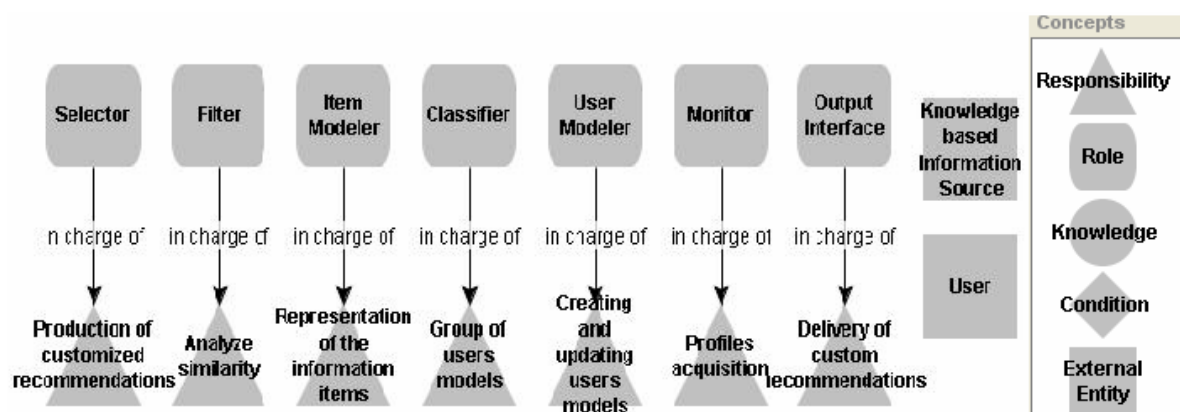 Concepts
Selector
Filter
Item
Modeler
Classifier
User
Modeler
Monitor
Output
Interface
Knowledge
based
Information
Source
Responsibility
Role
in charge of
in charge of
in charge of
in charge of
in charge of
in charge of
in charge of
User
Knowledge
Condition
Production of
customized
recommendations
Analyze
similarity
Representation
of the
information
items
Group of
users
models
Creating
and
updating
users
models
Profiles
acquisition
Delivery of
custom
recommendations
External
Entity